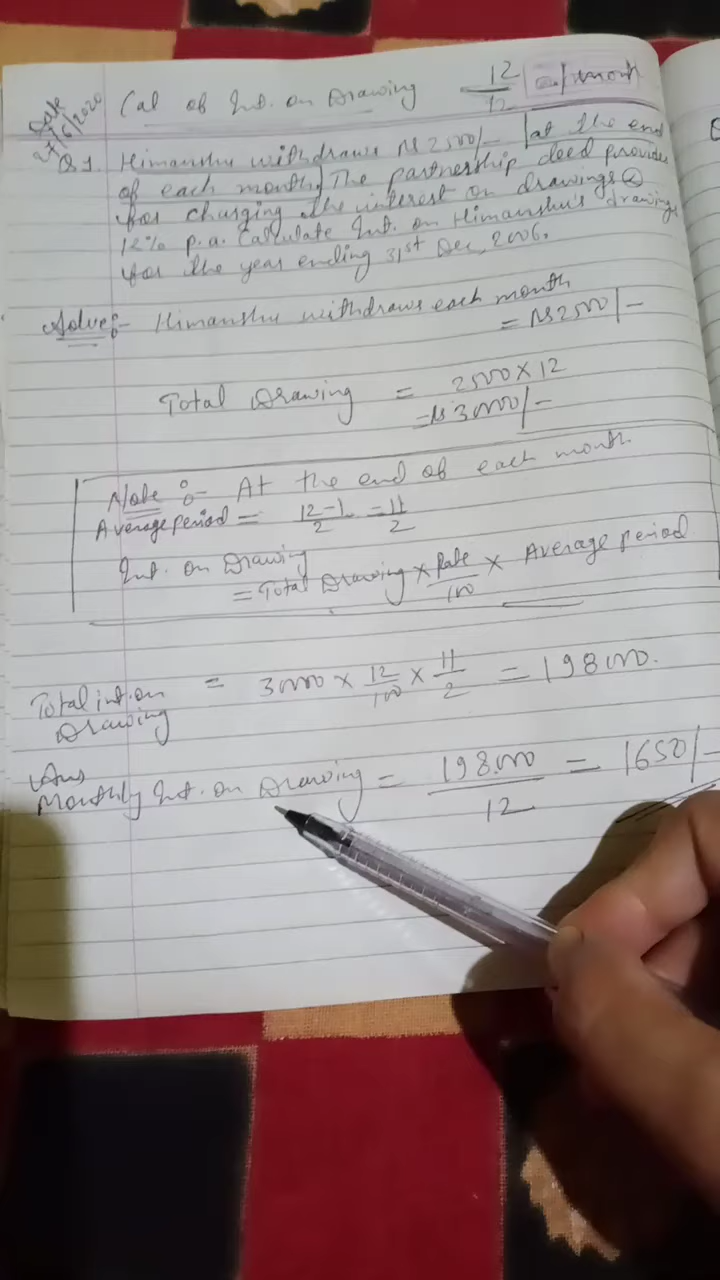 Date 27/6/2020
Cal of Int. on Drawing 12/12 @/month
Q1. Himanshu withdraws Rs 2500/- [at the end
of each month.] The partnership deed provides
for charging the interest on drawings @
12% p.a. Calculate Int. on Himanshu's drawings
for the year ending 31st Dec, 2006.
Solve:- Himanshu withdraws each month
= Rs 2500/-
Total Drawing = 2500 × 12
= Rs 30000/-
Note :- At the end of each month
Average period = 12-1/2 = 11/2
Int. on Drawing
= Total Drawing × Rate/100 × Average period
Total int. on Drawing = 30000 × 12/100 × 11/2 = 198000.
Ans
Monthly Int. on Drawing = 198000/12 = 1650/-